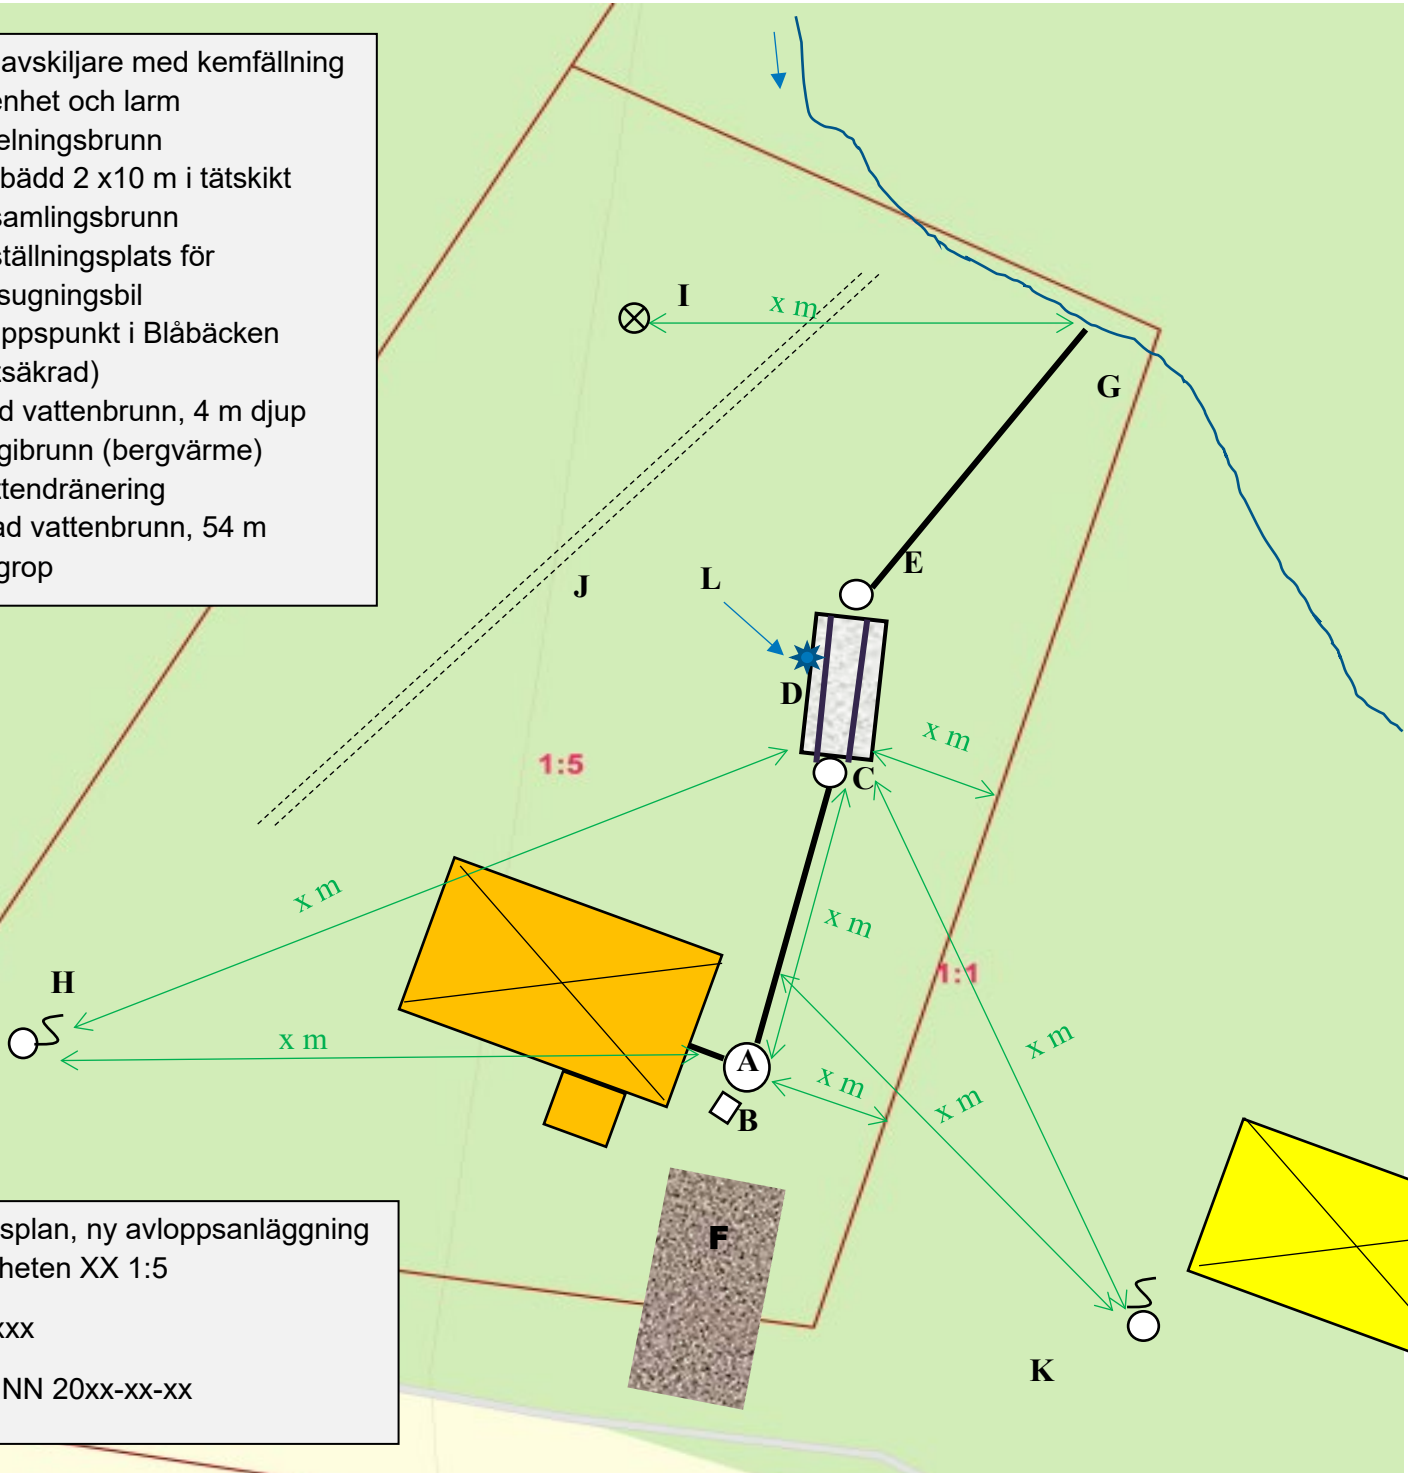 avskiljare med kemfällning
enhet och larm
elningsbrunn
bädd 2 x10 m i tätskikt
samlingsbrunn
ställningsplats för
sugningsbil
ppspunkt i Blåbäcken
tsäkrad)
d vattenbrunn, 4 m djup
gibrunn (bergvärme)
ttendränering
ad vattenbrunn, 54 m
grop
I
x m
G
E
J
L
D
x m
1:5
C
x m
x m
H
1:1
x m
x m
A
x m
x m
B
F
K
splan, ny avloppsanläggning
heten XX 1:5
xxx
NN 20xx-xx-xx